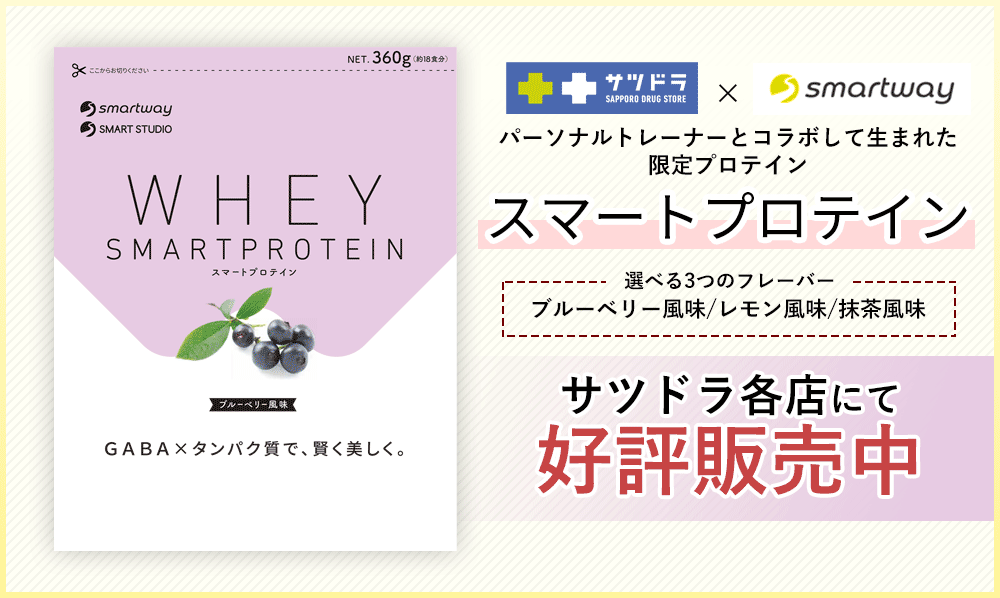 NET. 360g (約18食分)
ここからお切りください
smartway
SMART STUDIO
WHEY
SMARTPROTEIN
スマートプロテイン
ブルーベリー風味
GABA×タンパク質で、賢く美しく。
サツドラ
SAPPORO DRUG STORE
×
smartway
パーソナルトレーナーとコラボして生まれた
限定プロテイン
スマートプロテイン
選べる3つのフレーバー
ブルーベリー風味/レモン風味/抹茶風味
サツドラ各店にて
好評販売中